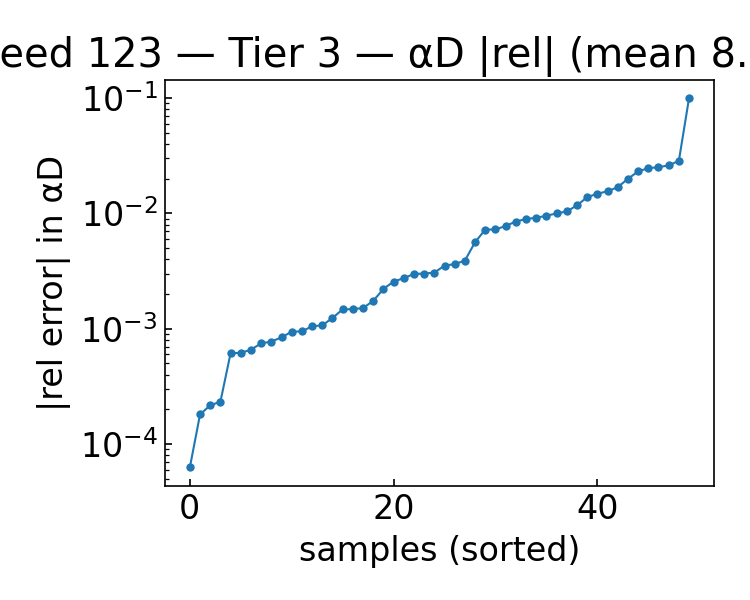 eed 123 — Tier 3 — αD |rel| (mean 8.
|rel error| in αD
10⁻¹
10⁻²
10⁻³
10⁻⁴
0 20 40
samples (sorted)